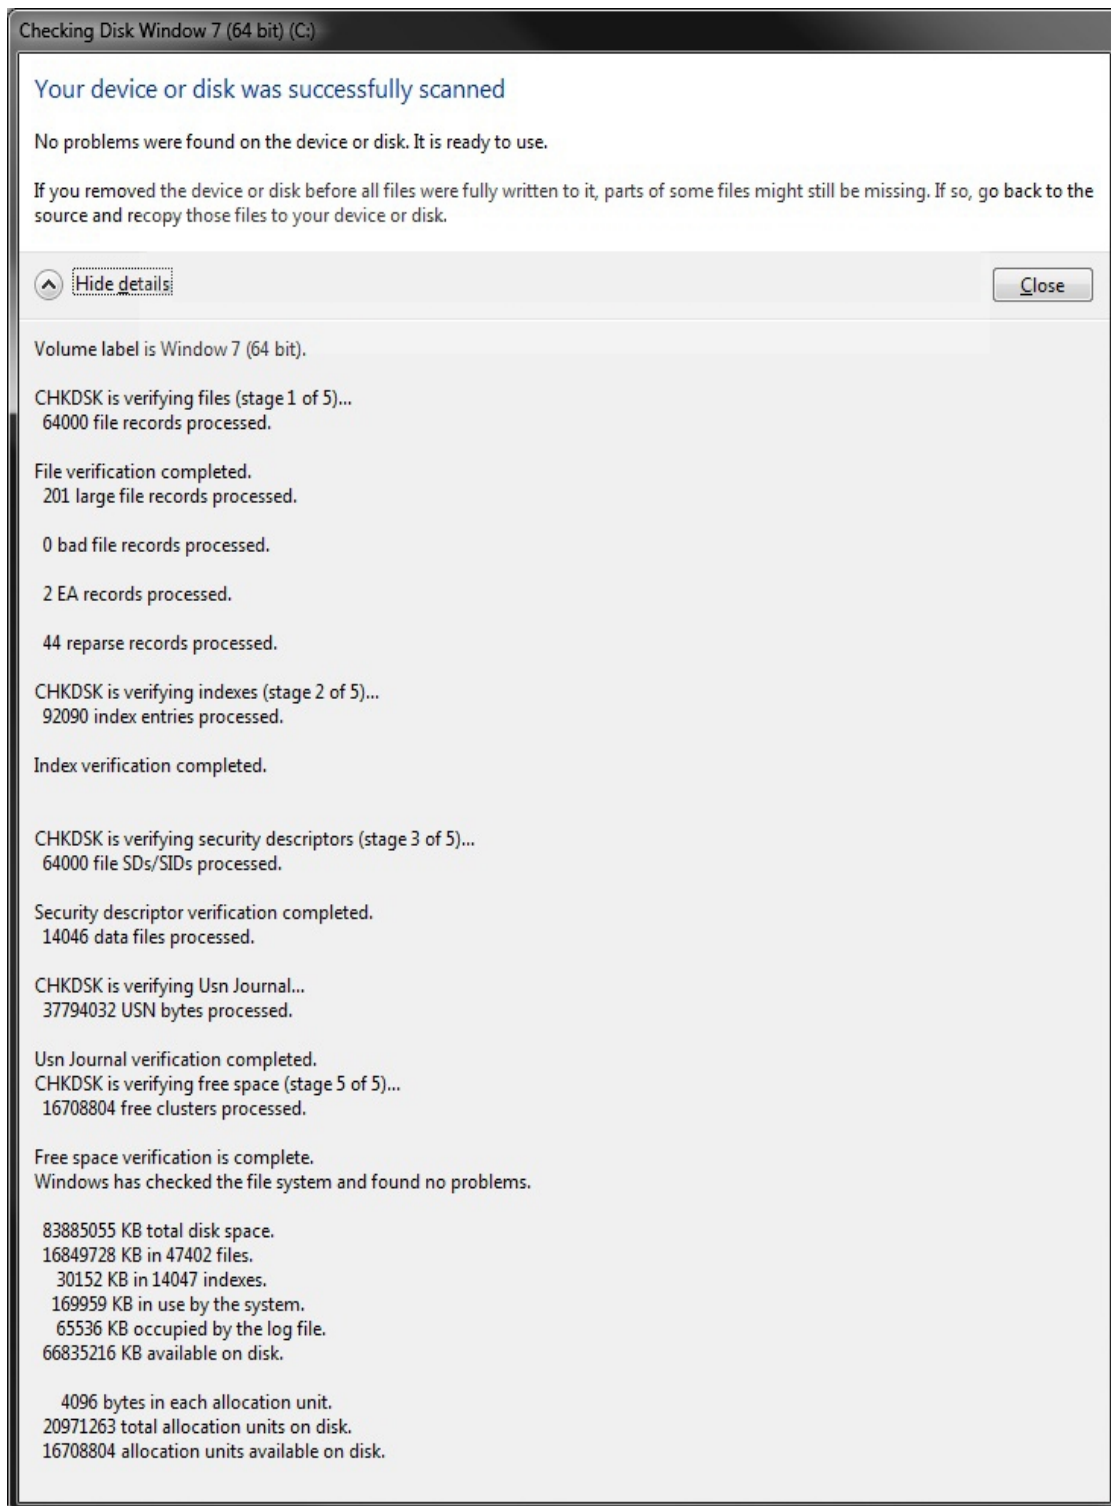 Checking Disk Window 7 (64 bit) (C:)
Your device or disk was successfully scanned
No problems were found on the device or disk. It is ready to use.
If you removed the device or disk before all files were fully written to it, parts of some files might still be missing. If so, go back to the
source and recopy those files to your device or disk.
Hide details
Close
Volume label is Window 7 (64 bit).
CHKDSK is verifying files (stage 1 of 5)...
64000 file records processed.
File verification completed.
201 large file records processed.
0 bad file records processed.
2 EA records processed.
44 reparse records processed.
CHKDSK is verifying indexes (stage 2 of 5)...
92090 index entries processed.
Index verification completed.
CHKDSK is verifying security descriptors (stage 3 of 5)...
64000 file SDs/SIDs processed.
Security descriptor verification completed.
14046 data files processed.
CHKDSK is verifying Usn Journal...
37794032 USN bytes processed.
Usn Journal verification completed.
CHKDSK is verifying free space (stage 5 of 5)...
16708804 free clusters processed.
Free space verification is complete.
Windows has checked the file system and found no problems.
83885055 KB total disk space.
16849728 KB in 47402 files.
30152 KB in 14047 indexes.
169959 KB in use by the system.
65536 KB occupied by the log file.
66835216 KB available on disk.
4096 bytes in each allocation unit.
20971263 total allocation units on disk.
16708804 allocation units available on disk.